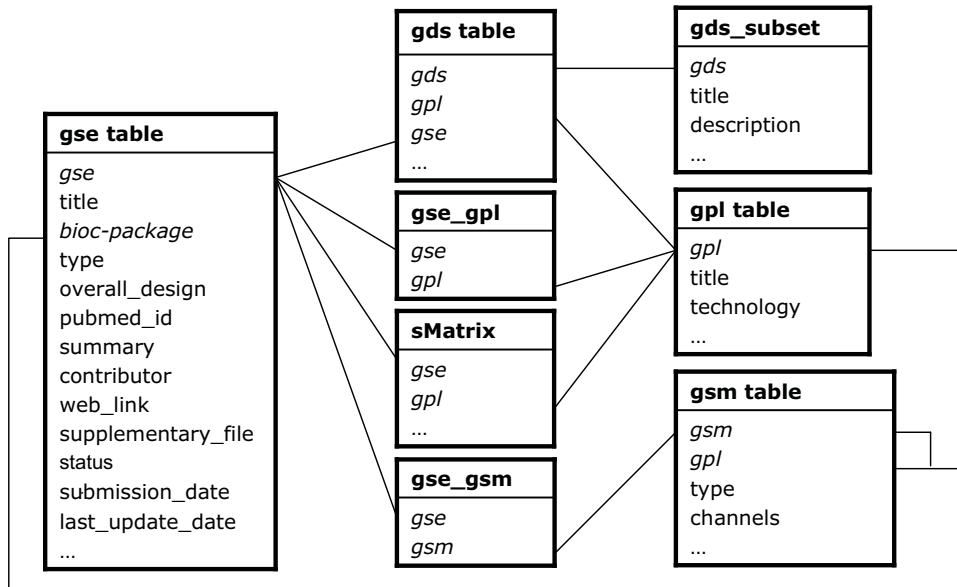 gse table
gse
title
bioc-package
type
overall_design
pubmed_id
summary
contributor
web_link
supplementary_file
status
submission_date
last_update_date
...
gds table
gds
gpl
gse
...
gse_gpl
gse
gpl
sMatrix
gse
gpl
...
gse_gsm
gse
gsm
gds_subset
gds
title
description
...
gpl table
gpl
title
technology
...
gsm table
gsm
gpl
type
channels
...